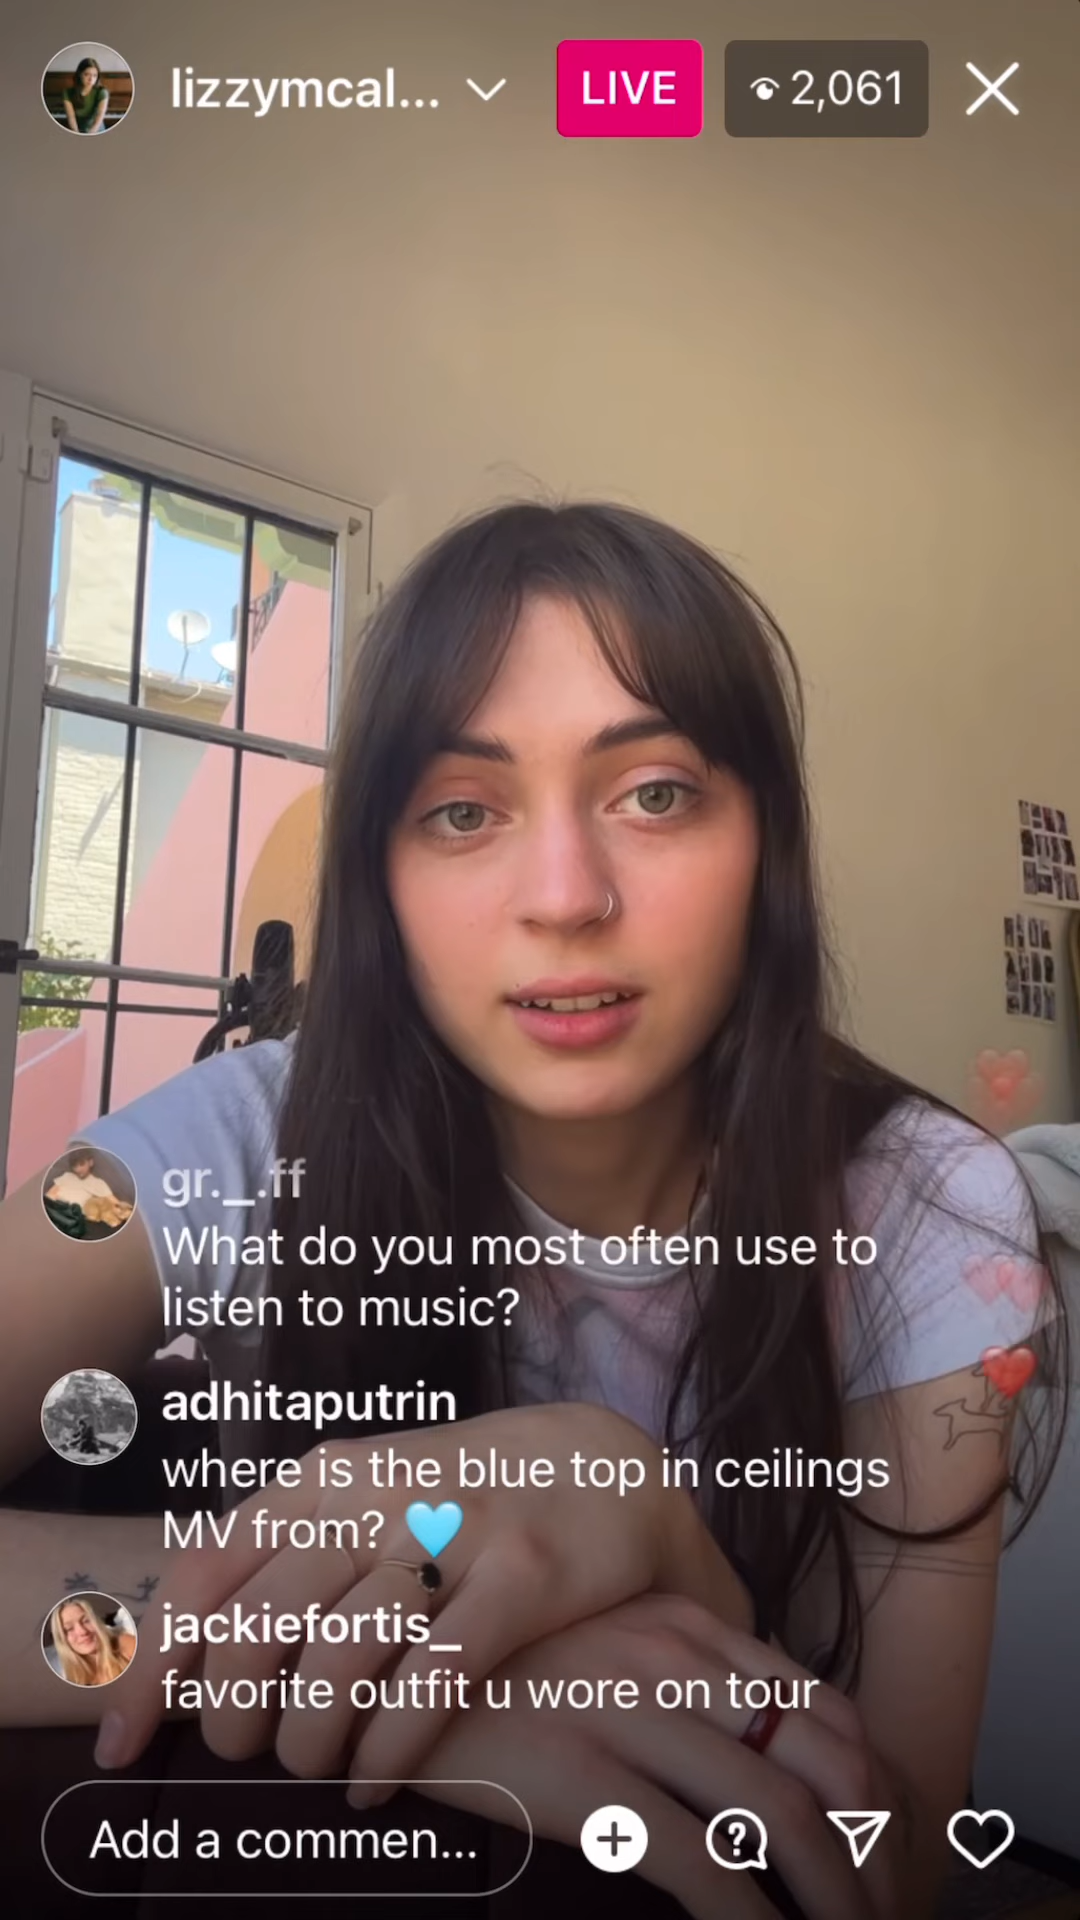 lizzymcal...
LIVE
2,061
gr._.ff
What do you most often use to
listen to music?
adhitaputrin
where is the blue top in ceilings
MV from? 🩵
jackiefortis_
favorite outfit u wore on tour
Add a commen...